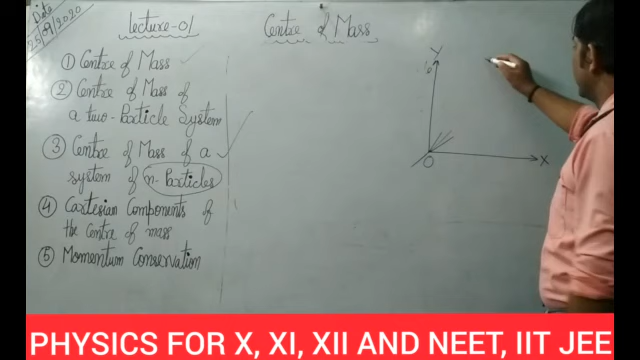 Date
25/09/2020
Lecture-01
Centre of Mass
① Centre of Mass
② Centre of Mass of
a two-Particle System
③ Centre of Mass of a
system of n-Particles
④ Cartesian Components of
the Centre of mass
⑤ Momentum Conservation
Y
O
X
PHYSICS FOR X, XI, XII AND NEET, IIT JEE